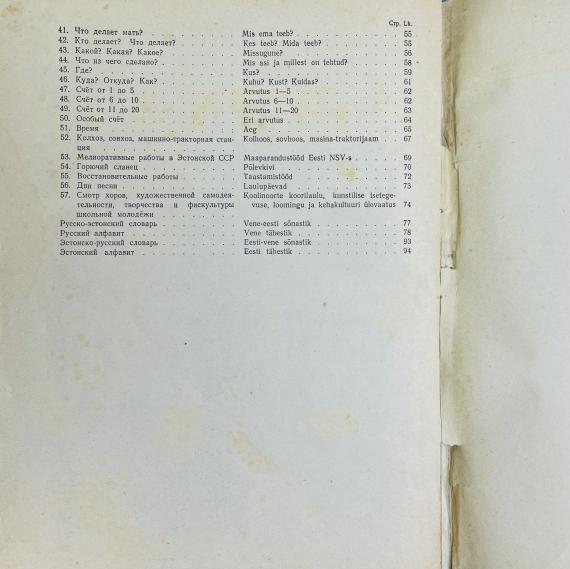 Стр. Lk.
41. Что делает мать? Mis ema teeb? 55
42. Кто делает? Что делает? Kes teeb? Mida teeb? 55
43. Какой? Какая? Какое? Missugune? 56
44. Что из чего сделано? Mis asi ja millest on tehtud? 58
45. Где? Kus? 59
46. Куда? Откуда? Как? Kuhu? Kust? Kuidas? 61
47. Счёт от 1 до 5 Arvutus 1—5 62
48. Счёт от 6 до 10 Arvutus 6—10 62
49. Счёт от 11 до 20 Arvutus 11—20 63
50. Особый счёт Eri arvutus 64
51. Время Aeg 65
52. Колхоз, совхоз, машинно-тракторная стан- Kolhoos, sovhoos, masina-traktorijaam 67
ция
53. Мелиоративные работы в Эстонской ССР Maaparandustööd Eesti NSV-s 69
54. Горючий сланец Põlevkivi 70
55. Восстановительные работы Taastamistööd 72
56. Дни песни Laulupäevad 73
57. Смотр хоров, художественной самодея- Koolinoorte koorilaulu, kunstilise isetege-
тельности, творчества и физкультуры vuse, loomingu ja kehakultuuri ülevaatus 74
школьной молодёжи
Русско-эстонский словарь Vene-eesti sõnastik 77
Русский алфавит Vene tähestik 78
Эстонско-русский словарь Eesti-vene sõnastik 93
Эстонский алфавит Eesti tähestik 94